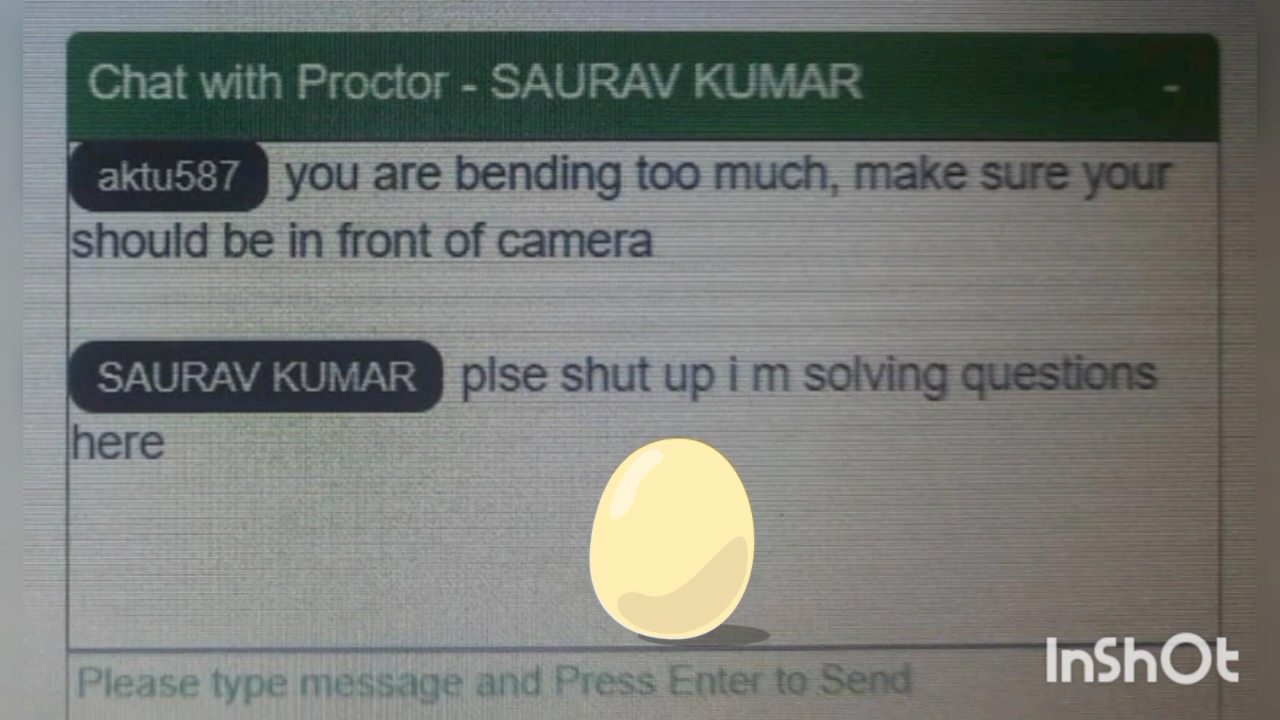 Chat with Proctor - SAURAV KUMAR -
aktu587 you are bending too much, make sure your
should be in front of camera
SAURAV KUMAR plse shut up i m solving questions
here
Please type message and Press Enter to Send
InShOt